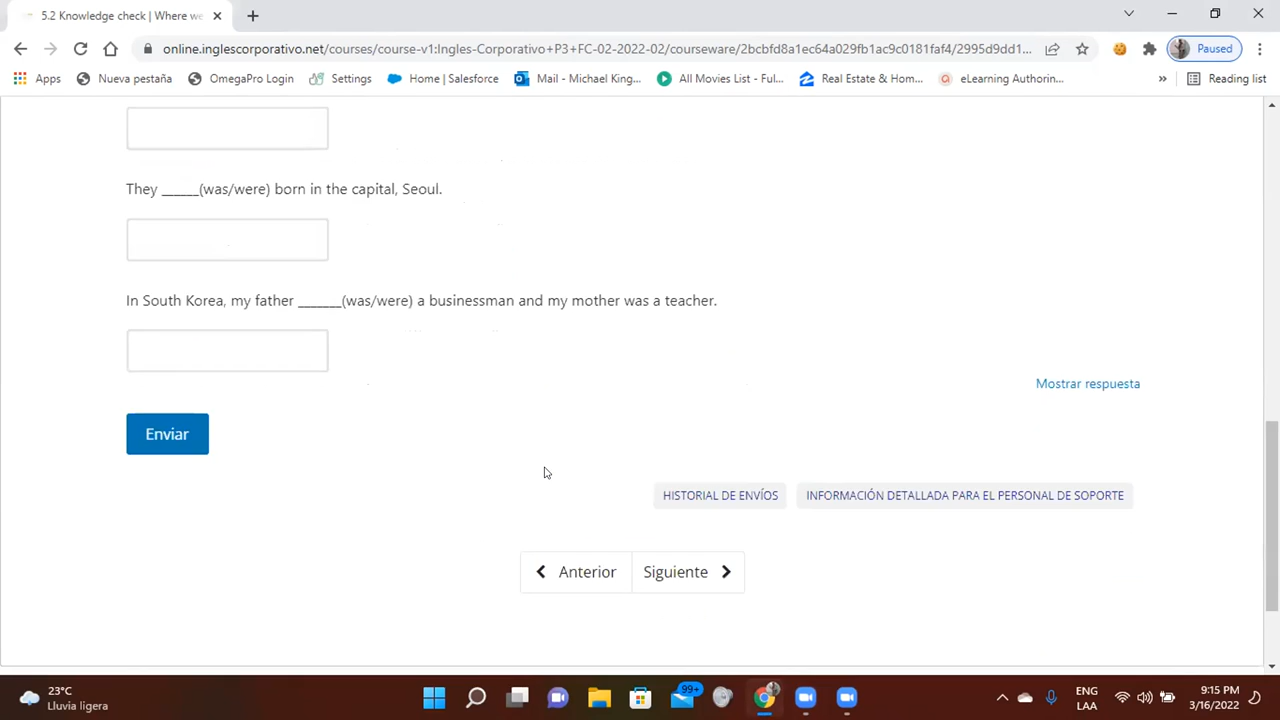 5.2 Knowledge check | Where we
online.inglescorporativo.net/courses/course-v1:Ingles-Corporativo+P3+FC-02-2022-02/courseware/2bcbfd8a1ec64a029fb1ac9c0181faf4/2995d9dd1...
Paused
Apps
Nueva pestaña
OmegaPro Login
Settings
Home | Salesforce
Mail - Michael King...
All Movies List - Ful...
Real Estate & Hom...
eLearning Authorin...
»
Reading list
They ______(was/were) born in the capital, Seoul.
In South Korea, my father _______(was/were) a businessman and my mother was a teacher.
Mostrar respuesta
Enviar
HISTORIAL DE ENVÍOS
INFORMACIÓN DETALLADA PARA EL PERSONAL DE SOPORTE
Anterior
Siguiente
23°C
Lluvia ligera
99+
ENG
LAA
9:15 PM
3/16/2022